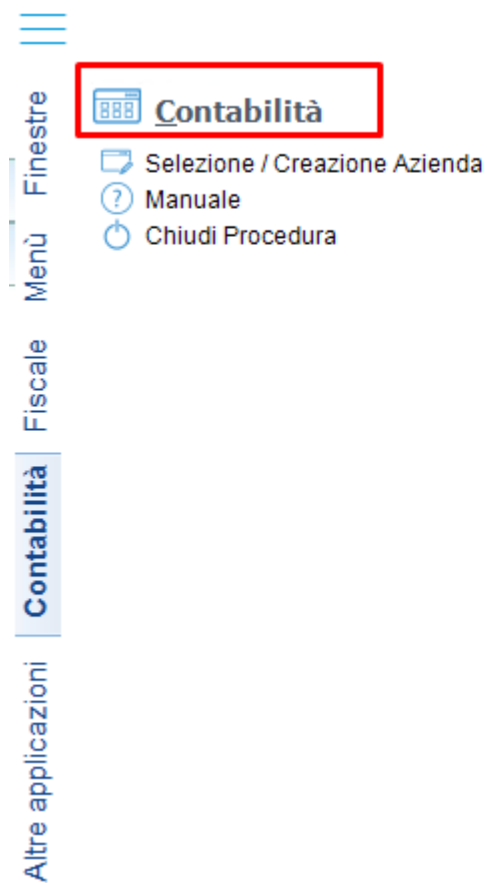 Contabilità
Selezione / Creazione Azienda
Manuale
Chiudi Procedura
Finestre
Menù
Fiscale
Contabilità
Altre applicazioni